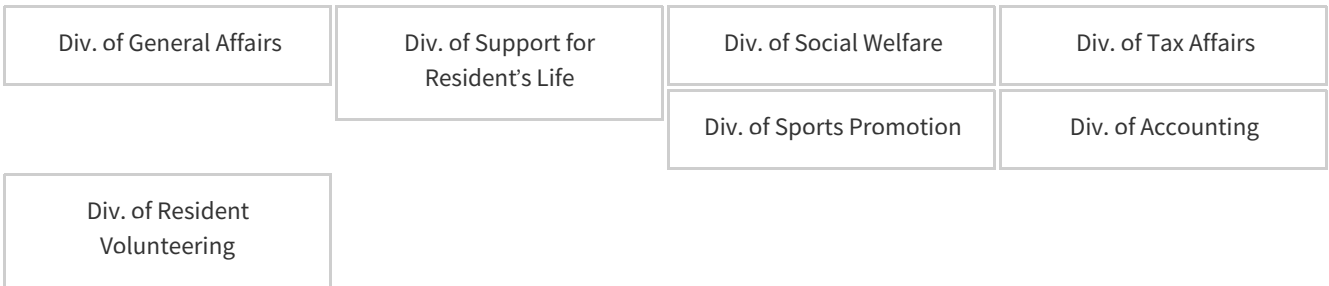 Div. of General Affairs
Div. of Support for
Resident’s Life
Div. of Social Welfare
Div. of Tax Affairs
Div. of Sports Promotion
Div. of Accounting
Div. of Resident
Volunteering